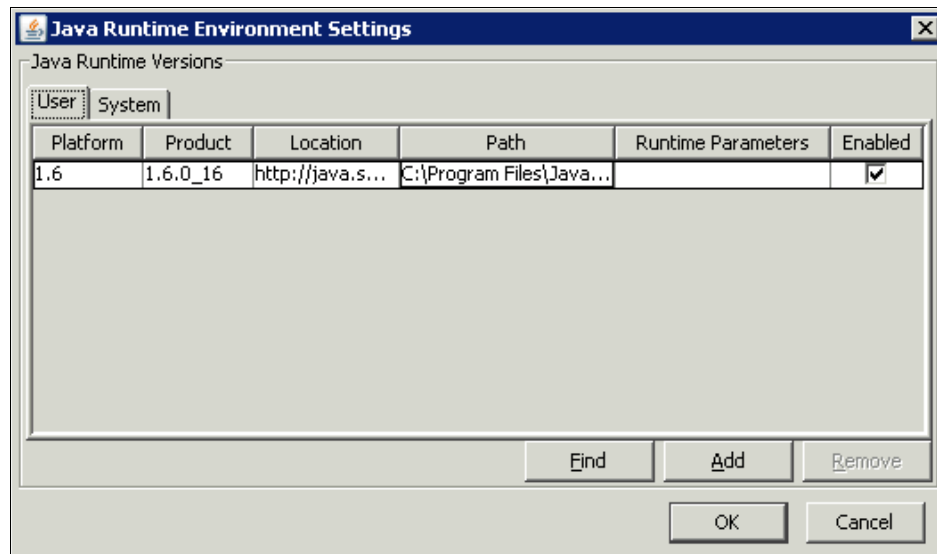 Java Runtime Environment Settings
Java Runtime Versions
User System
Platform Product Location Path Runtime Parameters Enabled
1.6 1.6.0_16 http://java.s... C:\Program Files\Java...
Find Add Remove
OK Cancel